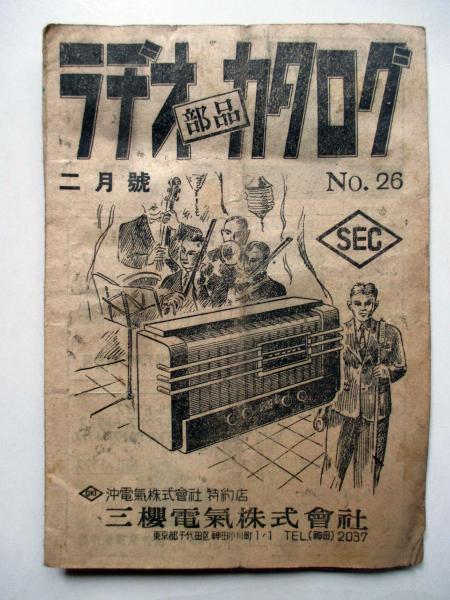 ラヂオ部品カタログ
二月號 No. 26
SEC
OKI 沖電氣株式會社 特約店
三櫻電氣株式會社
東京都千代田区神田小川町1/1 TEL.(神田)2037